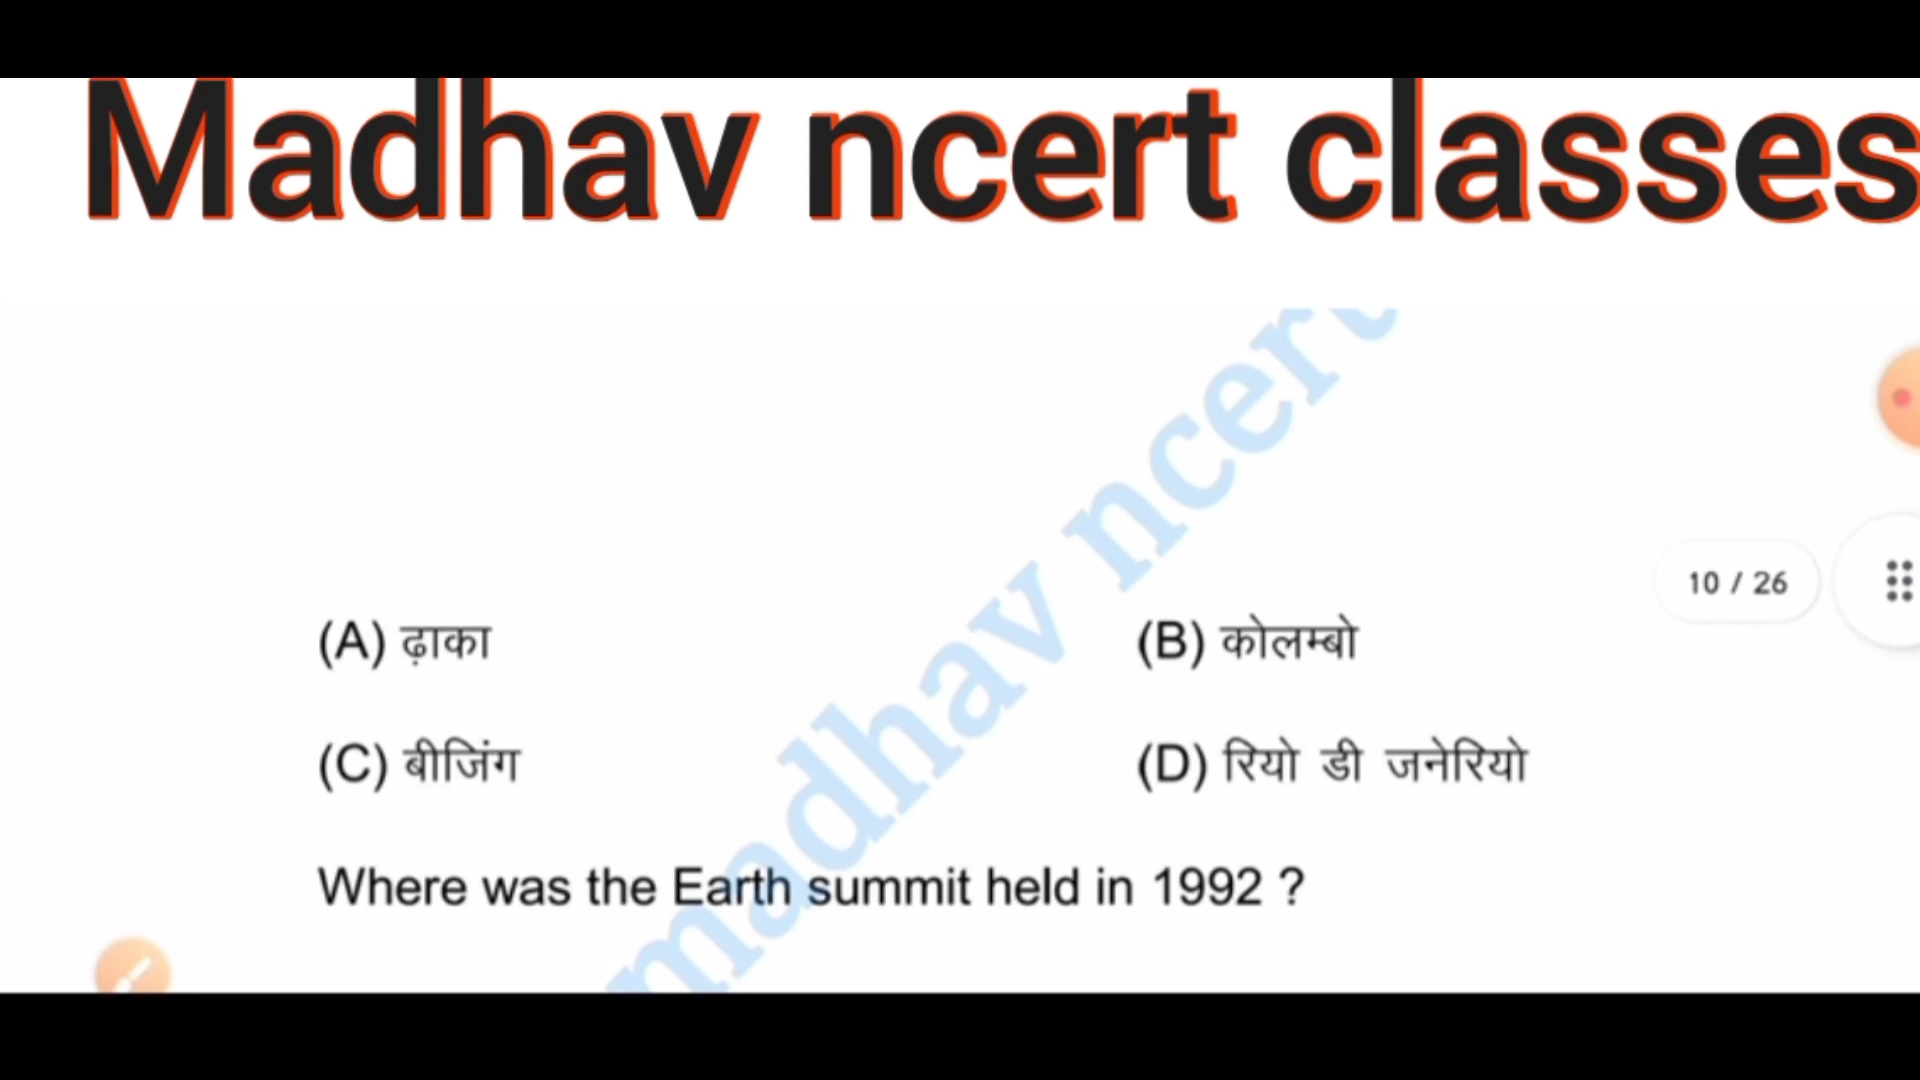 Madhav ncert classes
madhav ncert
10 / 26
(A) ढ़ाका
(B) कोलम्बो
(C) बीजिंग
(D) रियो डी जनेरियो
Where was the Earth summit held in 1992 ?